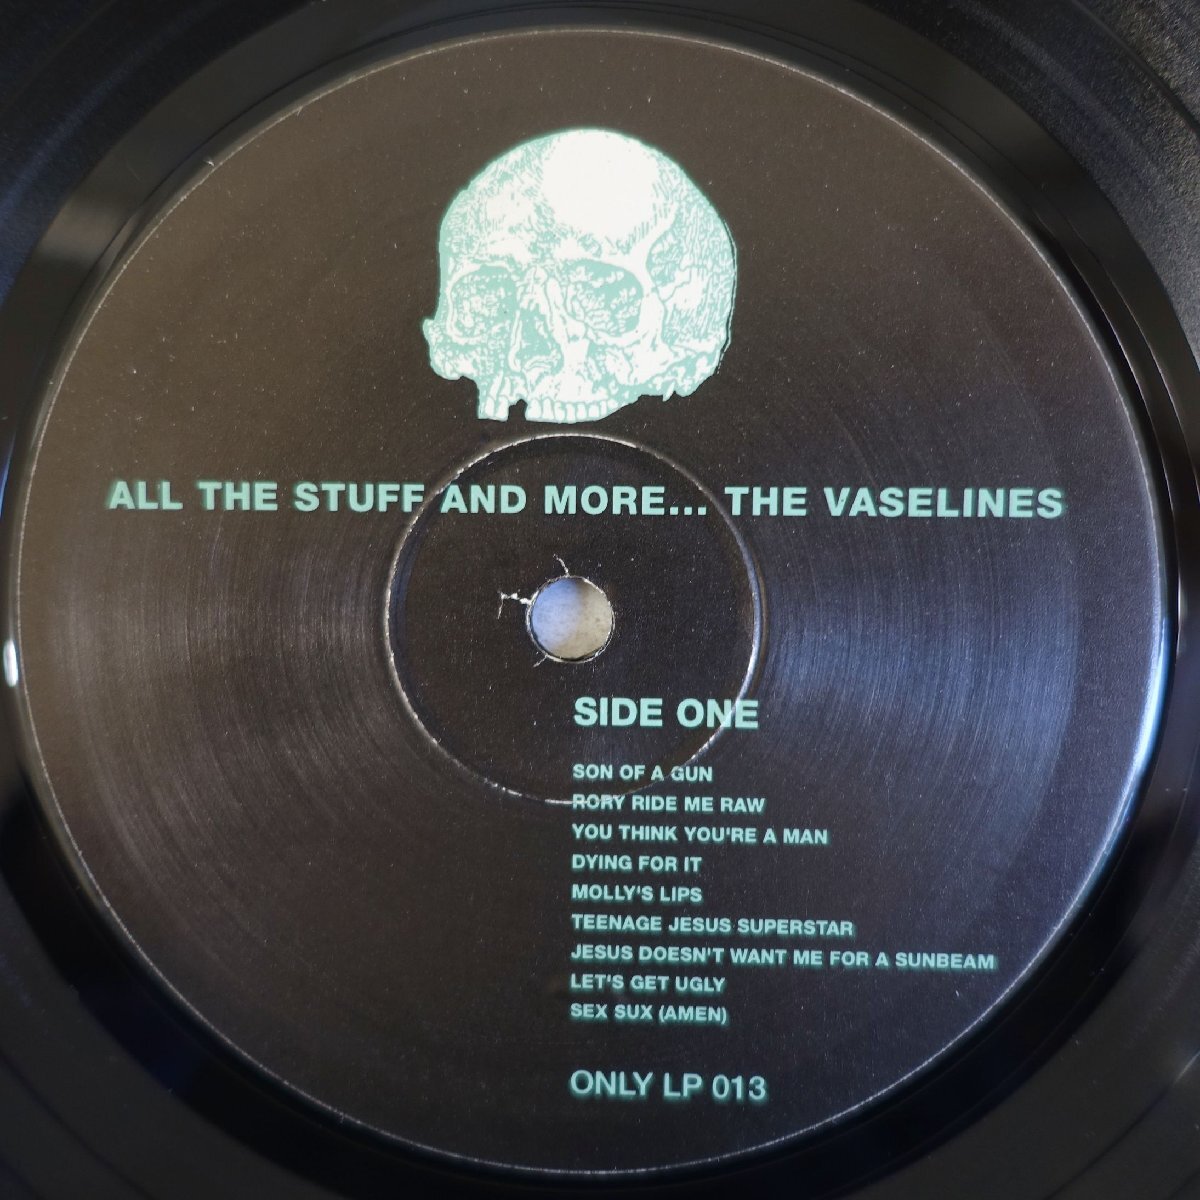 ALL THE STUFF AND MORE... THE VASELINES
SIDE ONE
SON OF A GUN
RORY RIDE ME RAW
YOU THINK YOU'RE A MAN
DYING FOR IT
MOLLY'S LIPS
TEENAGE JESUS SUPERSTAR
JESUS DOESN'T WANT ME FOR A SUNBEAM
LET'S GET UGLY
SEX SUX (AMEN)
ONLY LP 013